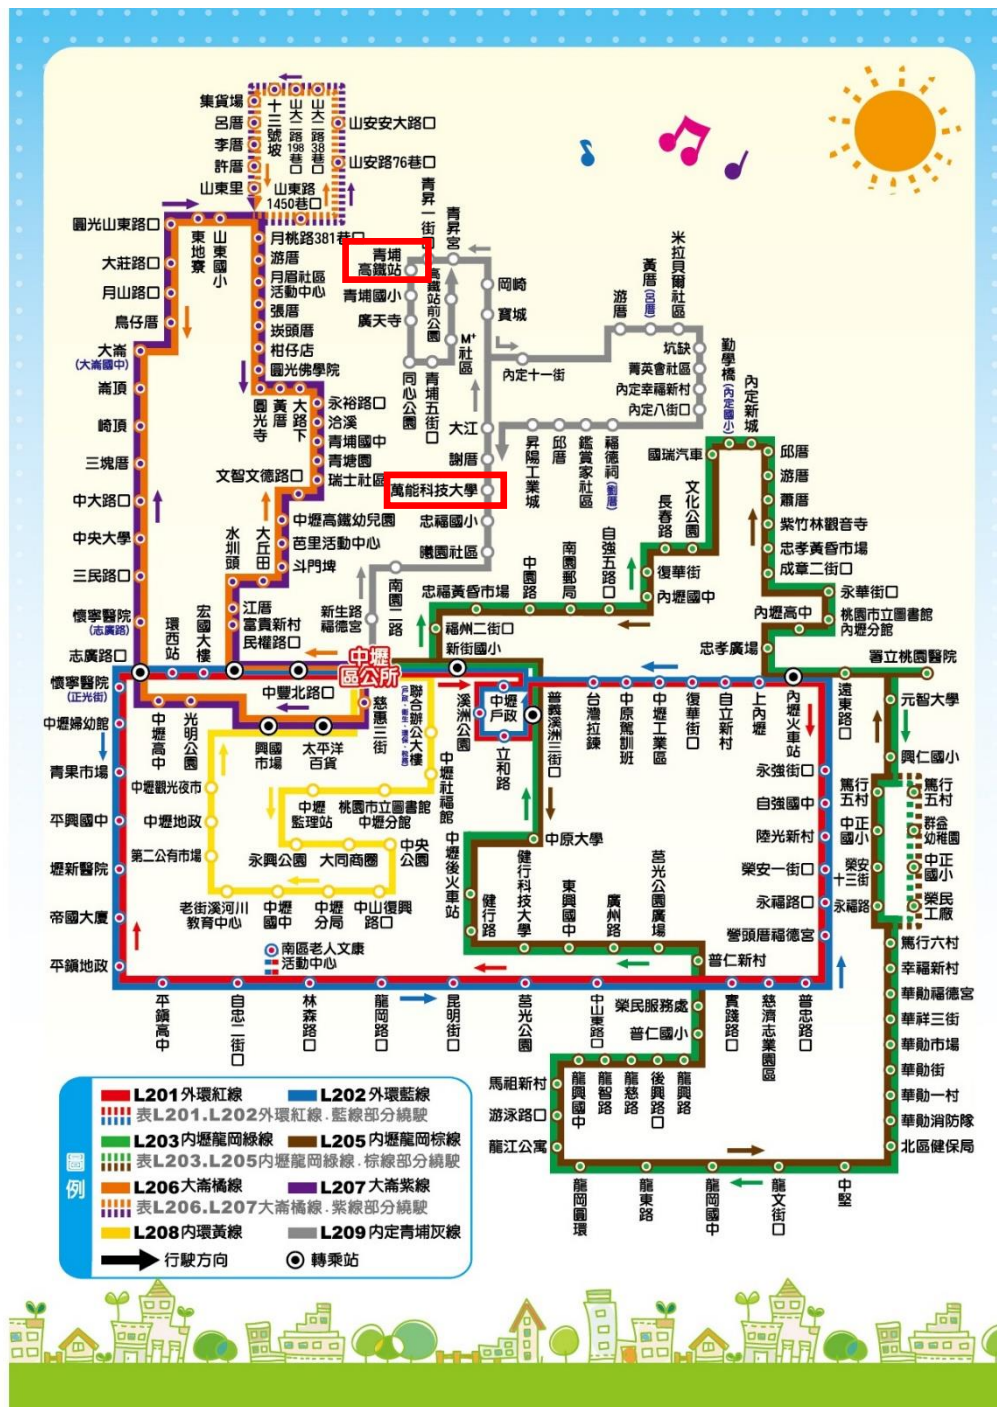 集貨場
呂厝
李厝
許厝
山東里
十三號坡
山大二路198巷口
山大二路38巷口
山安安大路口
山安路76巷口
山東路
1450巷口
圓光山東路口
東地寮
山東國小
大莊路口
月山路口
鳥仔厝
大崙
(大崙國中)
崙頂
崎頂
三塊厝
中大路口
中央大學
三民路口
懷寧醫院
(志廣路)
志廣路口
月桃路381巷口
游厝
月眉社區
活動中心
張厝
崁頭厝
柑仔店
圓光佛學院
圓光寺
黃厝
大路下
永裕路口
洽溪
青埔國中
青塘園
瑞士社區
文智文德路口
中壢高鐵幼兒園
芭里活動中心
斗門埤
大丘田
水圳頭
江厝
富貴新村
民權路口
環西站
宏國大樓
青昇一街口
青昇宮
青埔
高鐵站
青埔國小
廣天寺
高鐵站前公園
M+
社區
同心公園
青埔五街口
岡崎
寶城
大江
謝厝
萬能科技大學
忠福國小
曦園社區
南園二路
新生路
福德宮
內定十一街
游厝
黃厝
(呂厝)
米拉貝爾社區
坑缺
菁英會社區
內定幸福新村
內定八街口
昇陽工業城
邱厝
鑑賞家社區
福德祠
(劉厝)
勤學橋
(內定國小)
內定新城
國瑞汽車
文化公園
長春路
復華街
內壢國中
自強五路口
南園郵局
中園路
忠福黃昏市場
福州二街口
新街國小
邱厝
游厝
蕭厝
紫竹林觀音寺
忠孝黃昏市場
成章二街口
永華街口
桃園市立圖書館
內壢分館
內壢高中
忠孝廣場
署立桃園醫院
遠東路口
元智大學
興仁國小
中壢
區公所
懷寧醫院
(正光街)
中壢婦幼館
青果市場
平興國中
壢新醫院
帝國大廈
平鎮地政
中壢高中
光明公園
中豐北路口
興國
市場
太平洋
百貨
慈惠三街
聯合辦公大樓
中壢社福館
中壢觀光夜市
中壢地政
第二公有市場
老街溪河川
教育中心
中壢
國中
中壢
分局
中山復興
路口
中央
公園
大同商圈
永興公園
中壢
監理站
桃園市立圖書館
中壢分館
南區老人文康
活動中心
溪洲公園
中壢
戶政
立和路
普義溪洲三街口
台灣拉鍊
中原駕訓班
中壢工業區
復華街口
自立新村
上內壢
內壢火車站
永強街口
自強國中
陸光新村
榮安一街口
永福路口
營頭厝福德宮
篤行
五村
中正
國小
榮安
十三街
永福路
篤行
五村
群益
幼稚園
中正
國小
榮民
工廠
篤行六村
幸福新村
華勛福德宮
華祥三街
華勛市場
華勛街
華勛一村
華勛消防隊
北區健保局
中原大學
中壢後火車站
健行路
健行科技大學
東興國中
廣州路
莒光公園廣場
普仁新村
榮民服務處
普仁國小
平鎮高中
自忠二街口
林森路口
龍岡路口
昆明街口
莒光公園
中山東路口
實踐路口
慈濟志業園區
普忠路口
馬祖新村
游泳路口
龍江公寓
龍興國中
龍智路
龍慈路
後興路口
龍興路
龍岡圓環
龍東路
龍岡國中
龍文街口
中堅
圖例
L201外環紅線
L202外環藍線
表L201.L202外環紅線.藍線部分繞駛
L203內壢龍岡綠線
L205內壢龍岡棕線
表L203.L205內壢龍岡綠線.棕線部分繞駛
L206大崙橘線
L207大崙紫線
表L206.L207大崙橘線.紫線部分繞駛
L208內環黃線
L209內定青埔灰線
行駛方向
轉乘站